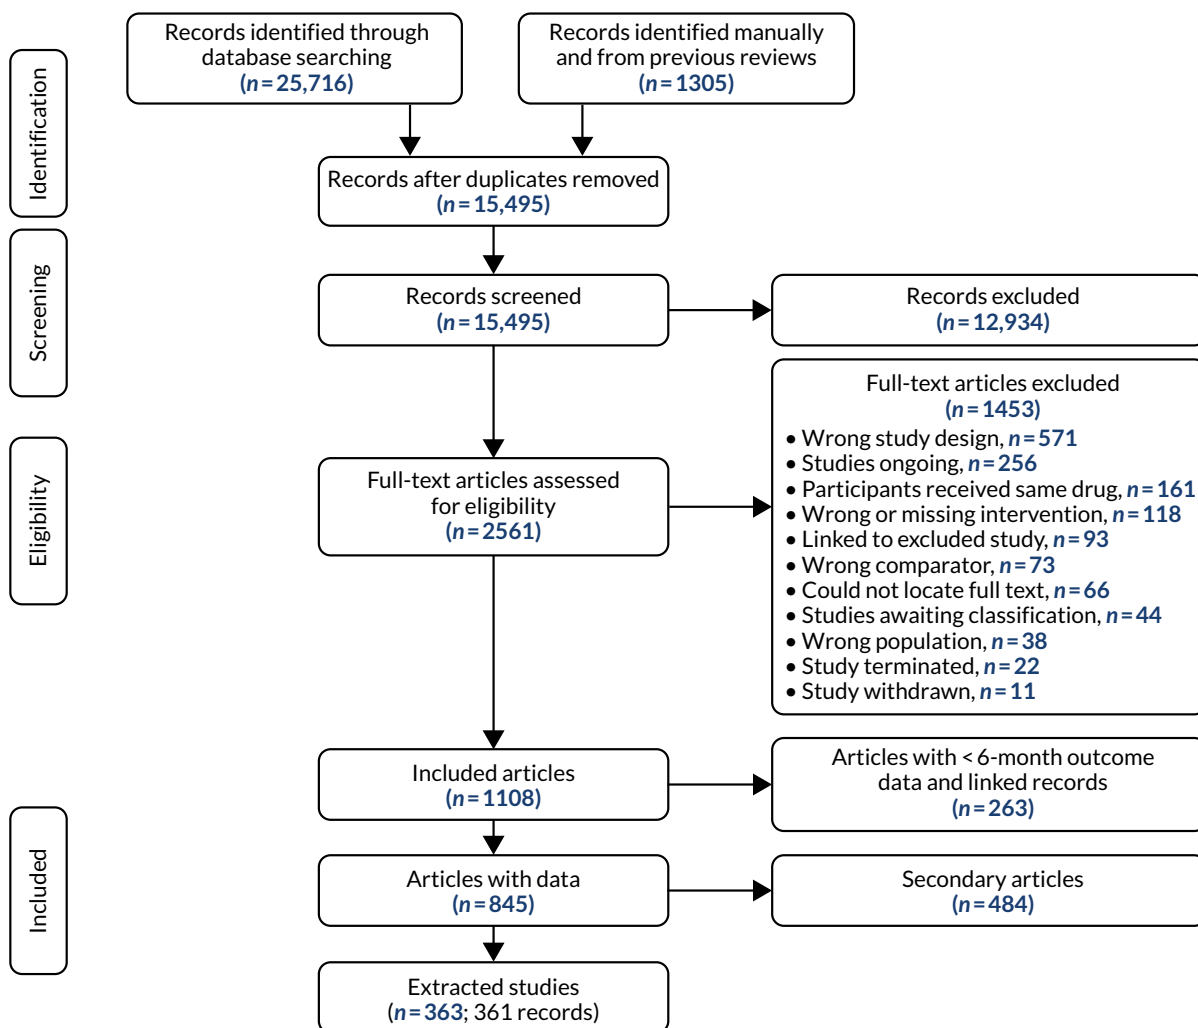 Identification
Records identified through
database searching
(n = 25,716)
Records identified manually
and from previous reviews
(n = 1305)
Records after duplicates removed
(n = 15,495)
Screening
Records screened
(n = 15,495)
Records excluded
(n = 12,934)
Eligibility
Full-text articles assessed
for eligibility
(n = 2561)
Full-text articles excluded
(n = 1453)
• Wrong study design, n = 571
• Studies ongoing, n = 256
• Participants received same drug, n = 161
• Wrong or missing intervention, n = 118
• Linked to excluded study, n = 93
• Wrong comparator, n = 73
• Could not locate full text, n = 66
• Studies awaiting classification, n = 44
• Wrong population, n = 38
• Study terminated, n = 22
• Study withdrawn, n = 11
Included
Included articles
(n = 1108)
Articles with < 6-month outcome
data and linked records
(n = 263)
Articles with data
(n = 845)
Secondary articles
(n = 484)
Extracted studies
(n = 363; 361 records)